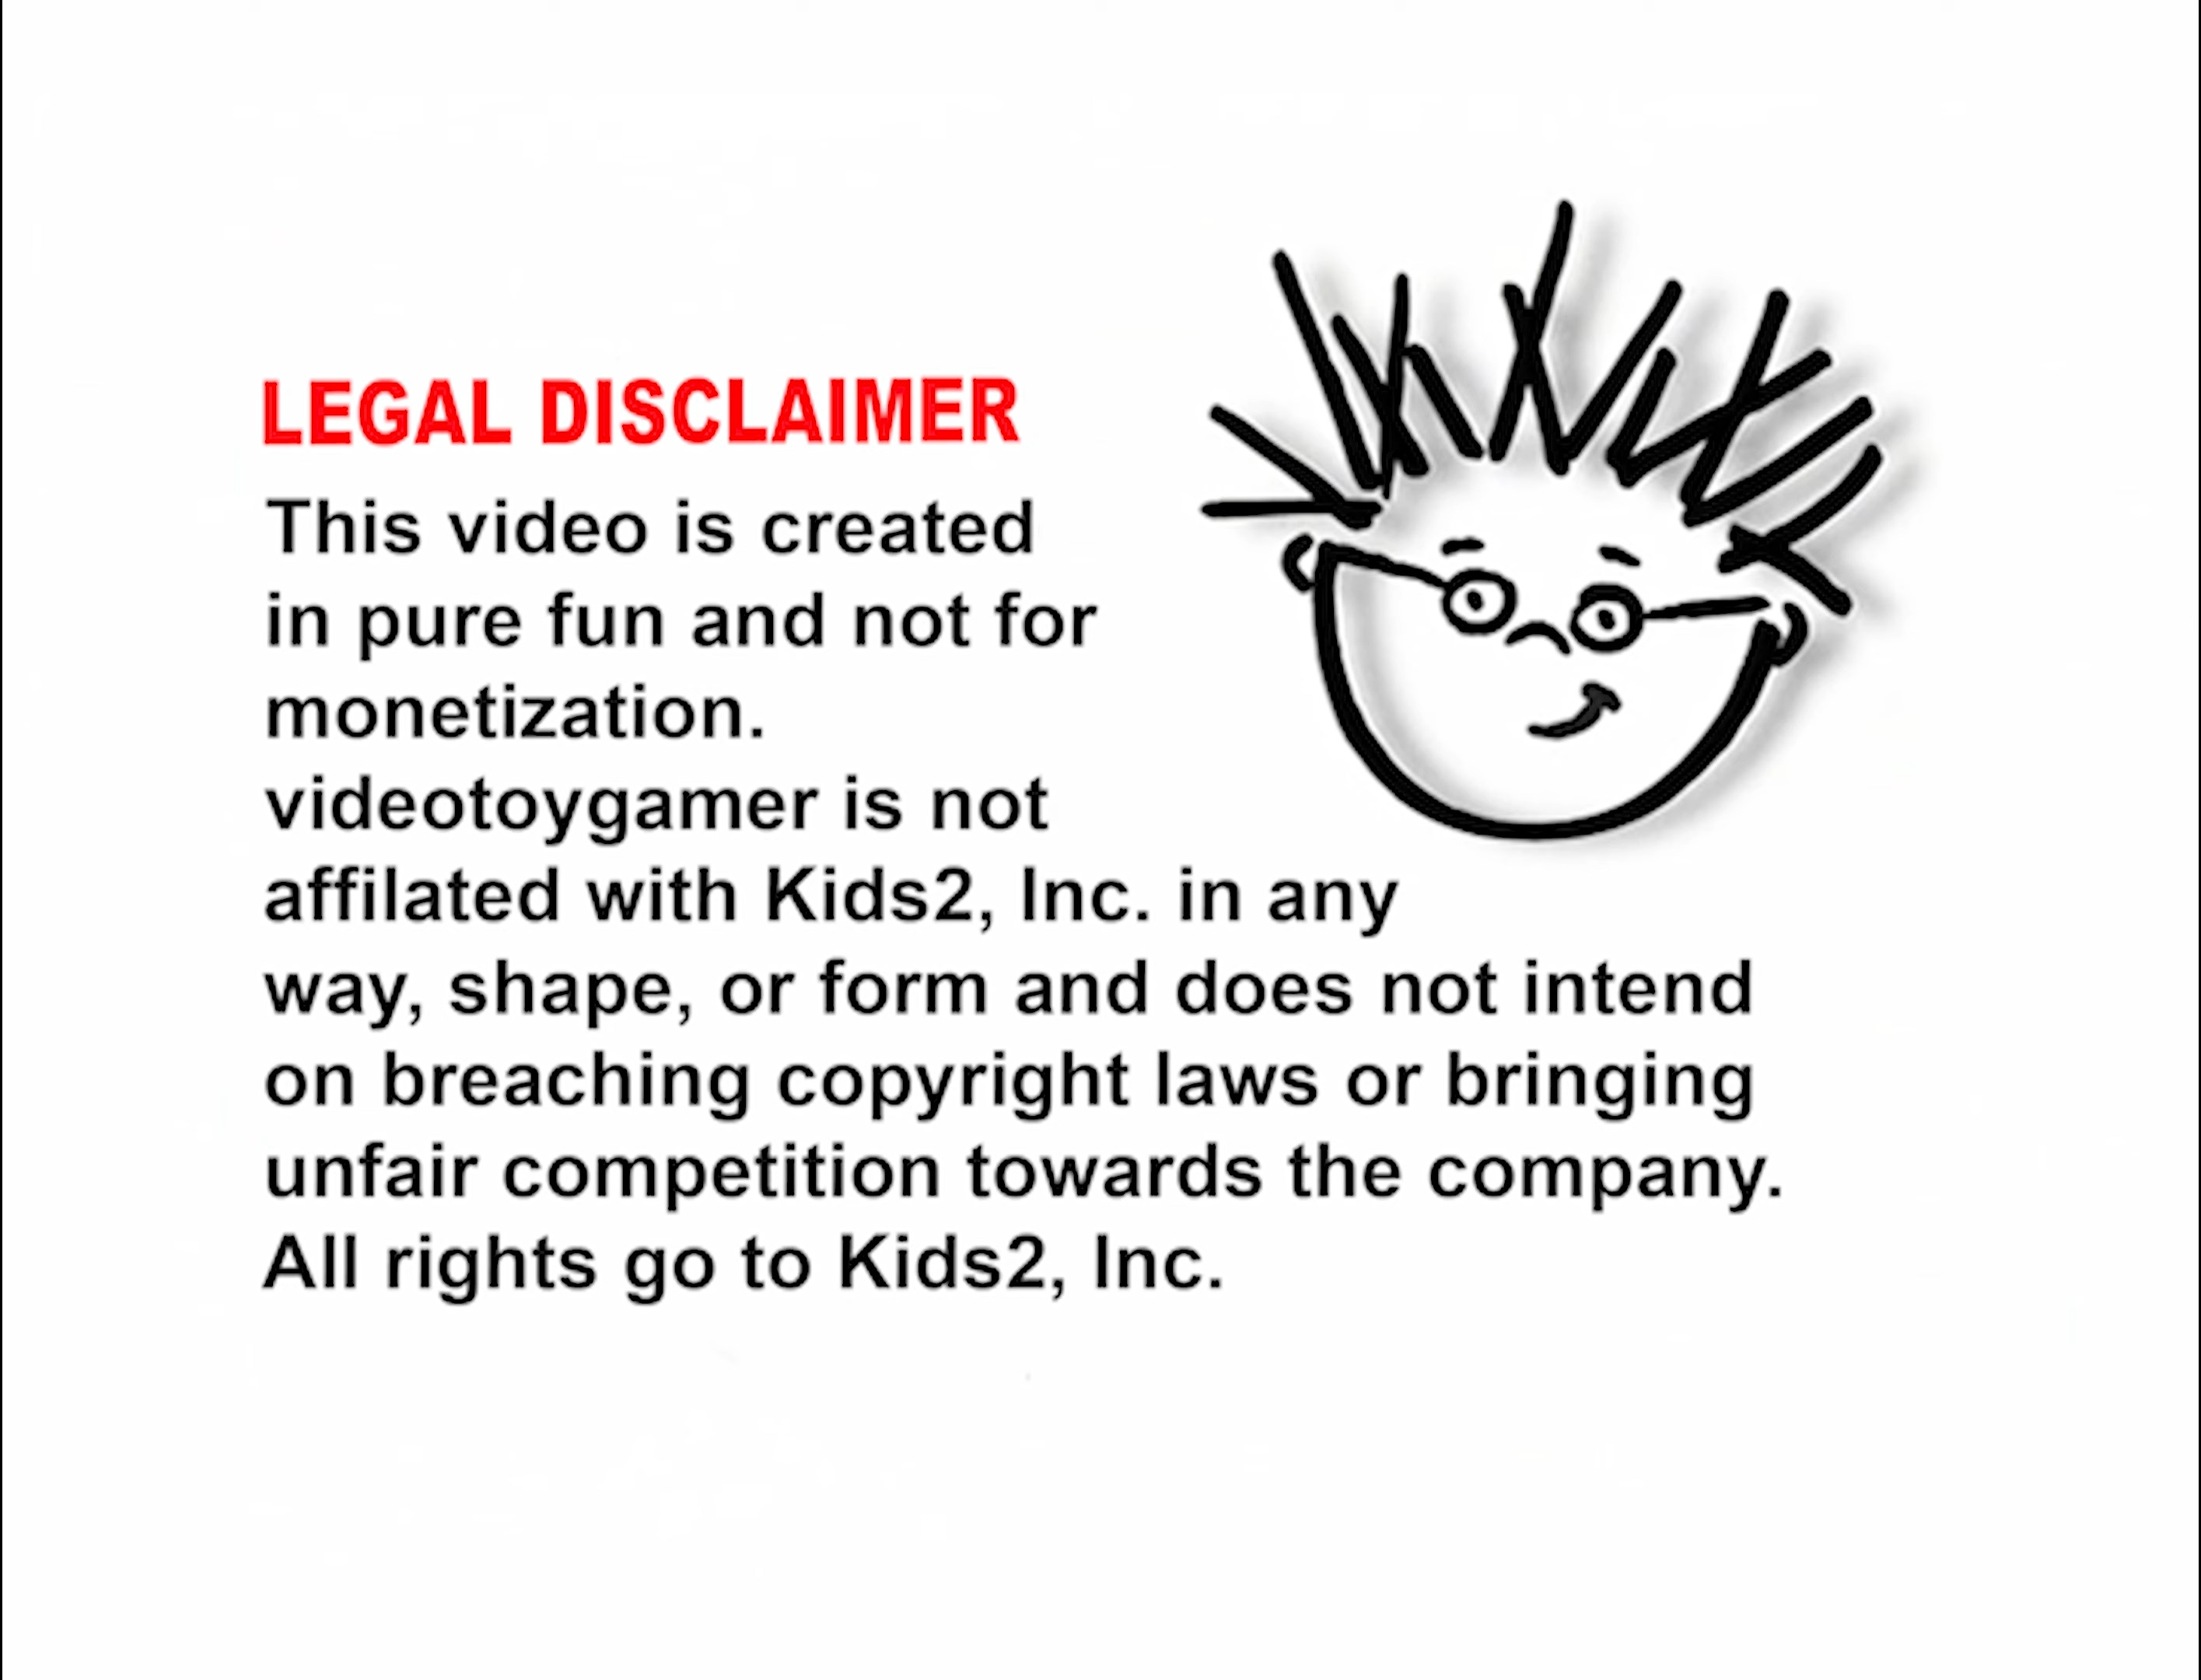 LEGAL DISCLAIMER
This video is created
in pure fun and not for
monetization.
videotoygamer is not
affilated with Kids2, Inc. in any
way, shape, or form and does not intend
on breaching copyright laws or bringing
unfair competition towards the company.
All rights go to Kids2, Inc.